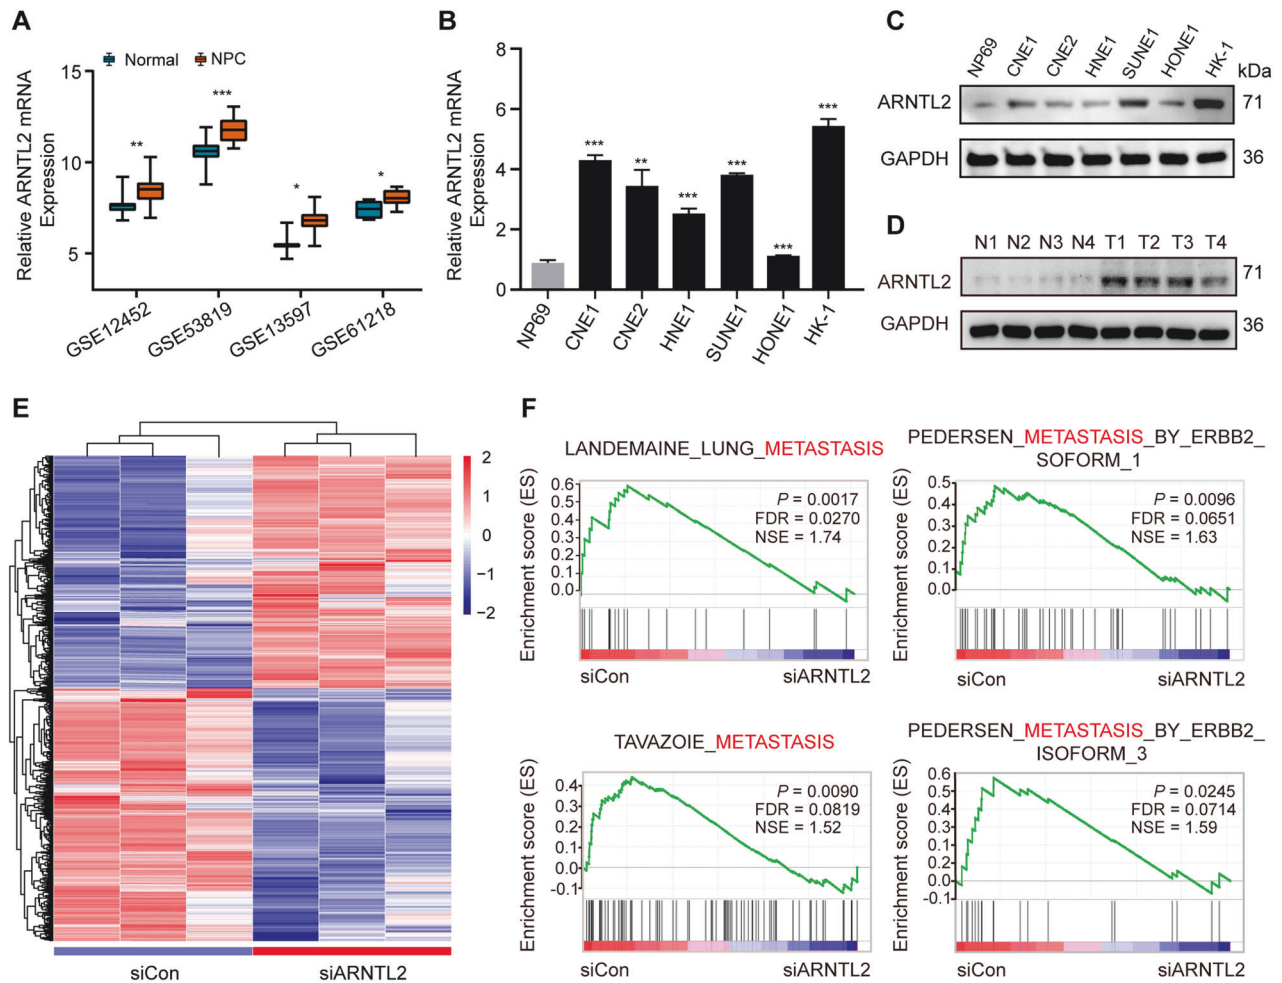 A
Normal NPC
Relative ARNTL2 mRNA
Expression
15
10
5
**
***
*
*
GSE12452
GSE53819
GSE13597
GSE61218
B
Relative ARNTL2 mRNA
Expression
8
6
4
2
0
***
**
***
***
***
***
NP69
CNE1
CNE2
HNE1
SUNE1
HONE1
HK-1
C
NP69 CNE1 CNE2 HNE1 SUNE1 HONE1 HK-1 kDa
ARNTL2 71
GAPDH 36
D
N1 N2 N3 N4 T1 T2 T3 T4
ARNTL2 71
GAPDH 36
E
2
1
0
−1
−2
siCon siARNTL2
F
LANDEMAINE_LUNG_METASTASIS
Enrichment score (ES)
0.6
0.5
0.4
0.3
0.2
0.1
0.0
P = 0.0017
FDR = 0.0270
NSE = 1.74
siCon siARNTL2
PEDERSEN_METASTASIS_BY_ERBB2_
SOFORM_1
Enrichment score (ES)
0.5
0.4
0.3
0.2
0.1
0.0
P = 0.0096
FDR = 0.0651
NSE = 1.63
siCon siARNTL2
TAVAZOIE_METASTASIS
Enrichment score (ES)
0.4
0.3
0.2
0.1
0.0
-0.1
P = 0.0090
FDR = 0.0819
NSE = 1.52
siCon siARNTL2
PEDERSEN_METASTASIS_BY_ERBB2_
ISOFORM_3
Enrichment score (ES)
0.6
0.5
0.4
0.3
0.1
0.2
0.0
-0.1
P = 0.0245
FDR = 0.0714
NSE = 1.59
siCon siARNTL2